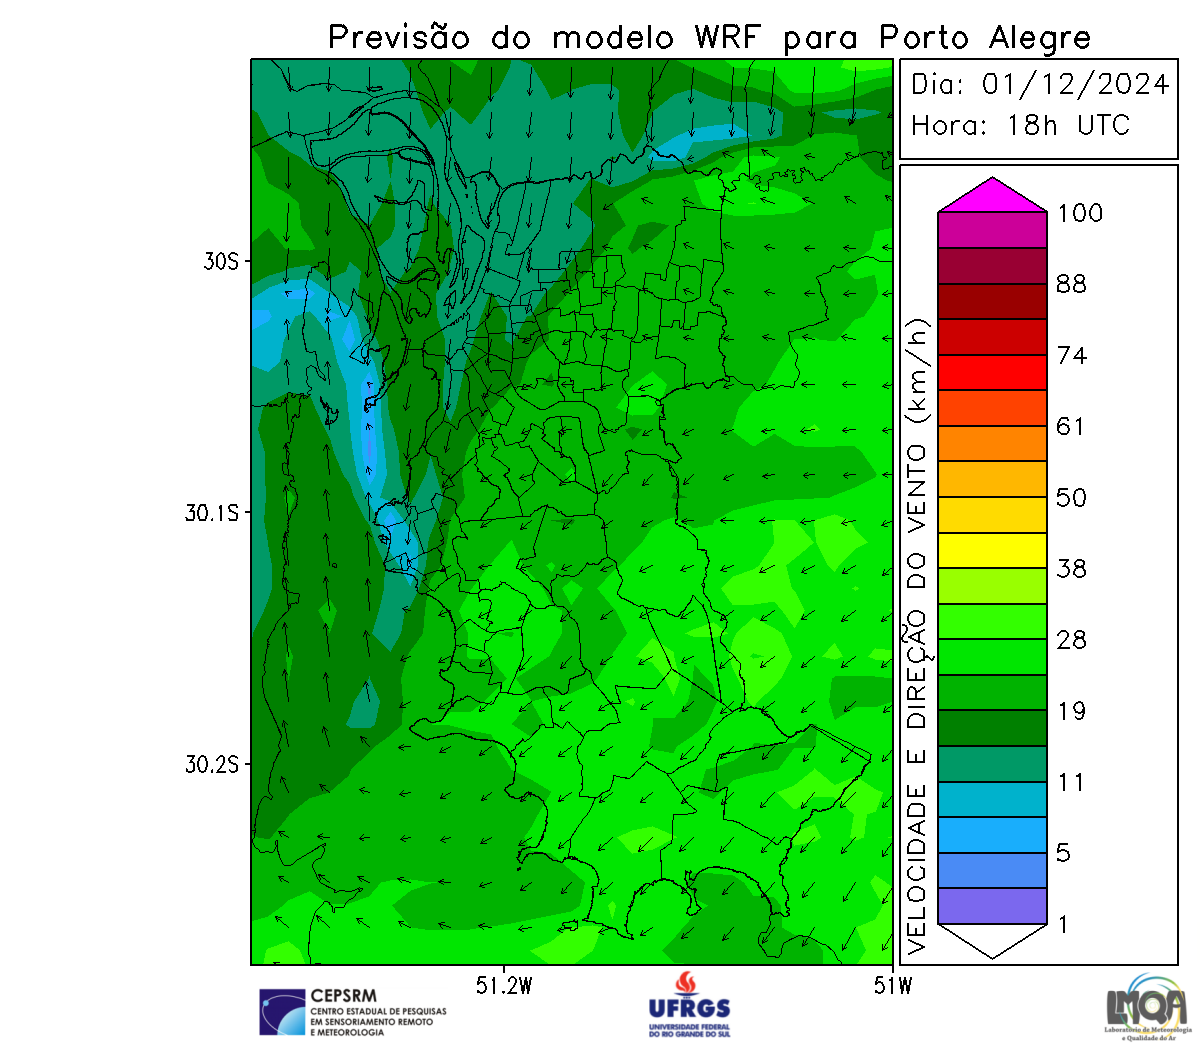 Previsão do modelo WRF para Porto Alegre
Dia: 01/12/2024
Hora: 18h UTC
30S
30.1S
30.2S
51.2W
51W
VELOCIDADE E DIREÇÃO DO VENTO (km/h)
100
88
74
61
50
38
28
19
11
5
1
CEPSRM
CENTRO ESTADUAL DE PESQUISAS
EM SENSORIAMENTO REMOTO
E METEOROLOGIA
UFRGS
UNIVERSIDADE FEDERAL
DO RIO GRANDE DO SUL
LMQA
Laboratório de Meteorologia
e Qualidade do Ar